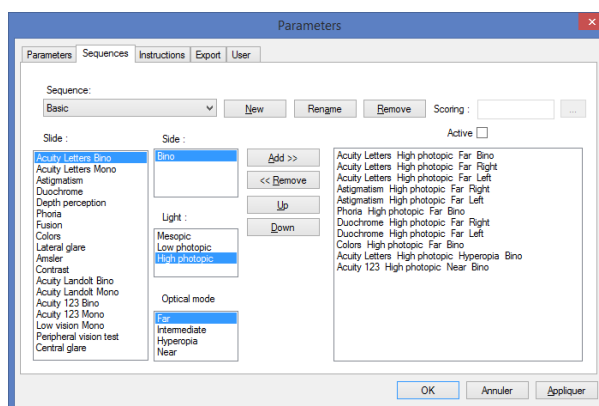 Parameters
Parameters Sequences Instructions Export User
Sequence:
Basic New Rename Remove Scoring : ...
Active
Slide : Side :
Acuity Letters Bino
Acuity Letters Mono
Astigmatism
Duochrome
Depth perception
Phoria
Fusion
Colors
Lateral glare
Amsler
Contrast
Acuity Landolt Bino
Acuity Landolt Mono
Acuity 123 Bino
Acuity 123 Mono
Low vision Mono
Peripheral vision test
Central glare
Bino
Light :
Mesopic
Low photopic
High photopic
Optical mode
Far
Intermediate
Hyperopia
Near
Add >>
<< Remove
Up
Down
Acuity Letters High photopic Far Bino
Acuity Letters High photopic Far Right
Acuity Letters High photopic Far Left
Astigmatism High photopic Far Right
Astigmatism High photopic Far Left
Phoria High photopic Far Bino
Duochrome High photopic Far Right
Duochrome High photopic Far Left
Colors High photopic Far Bino
Acuity Letters High photopic Hyperopia Bino
Acuity 123 High photopic Near Bino
OK Annuler Appliquer